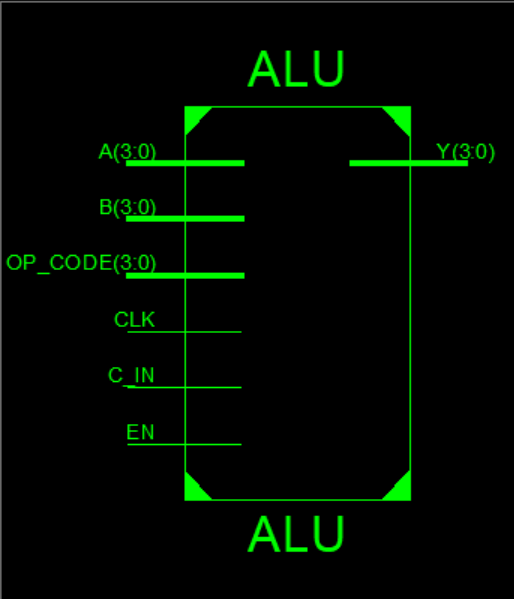 ALU
A(3:0)
Y(3:0)
B(3:0)
OP_CODE(3:0)
CLK
C_IN
EN
ALU